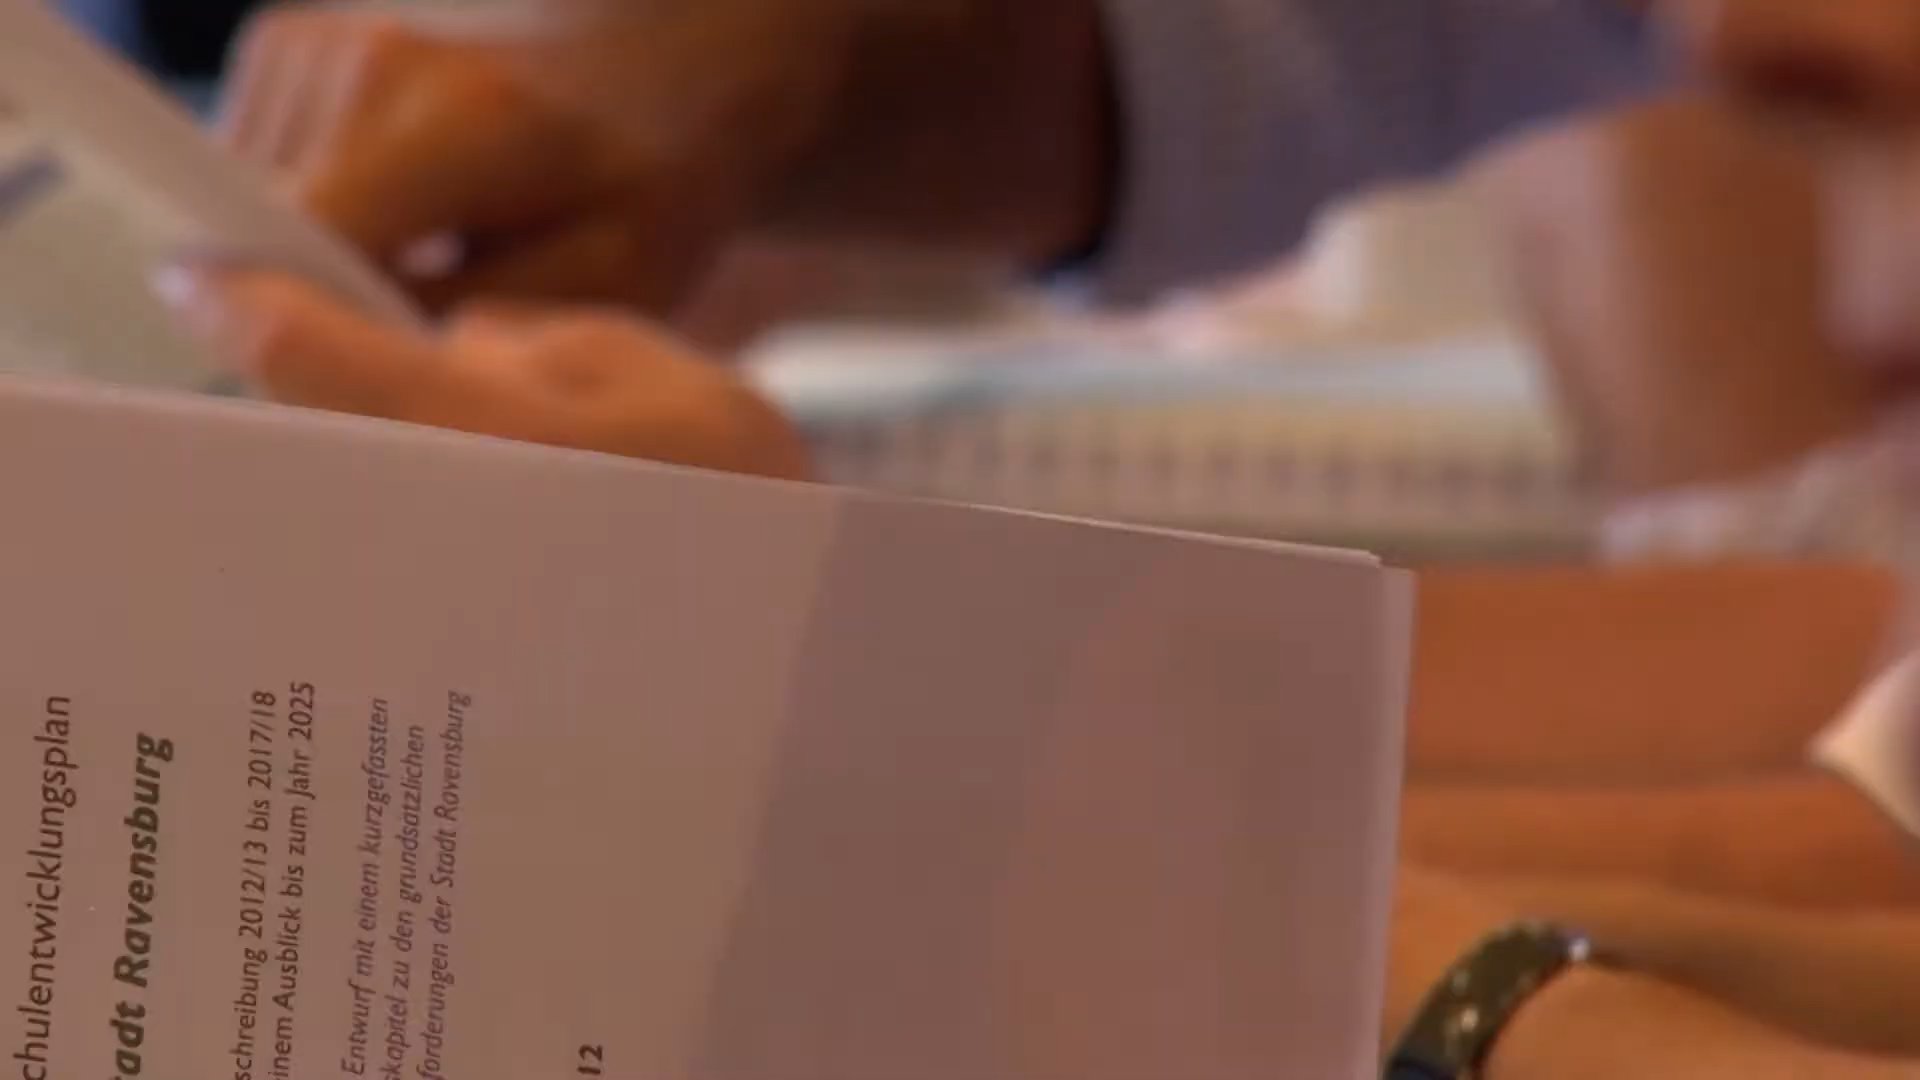 chulentwicklungsplan
tadt Ravensburg
schreibung 2012/13 bis 2017/18
inem Ausblick bis zum Jahr 2025
Entwurf mit einem kurzgefassten
skapitel zu den grundsätzlichen
forderungen der Stadt Ravensburg
12